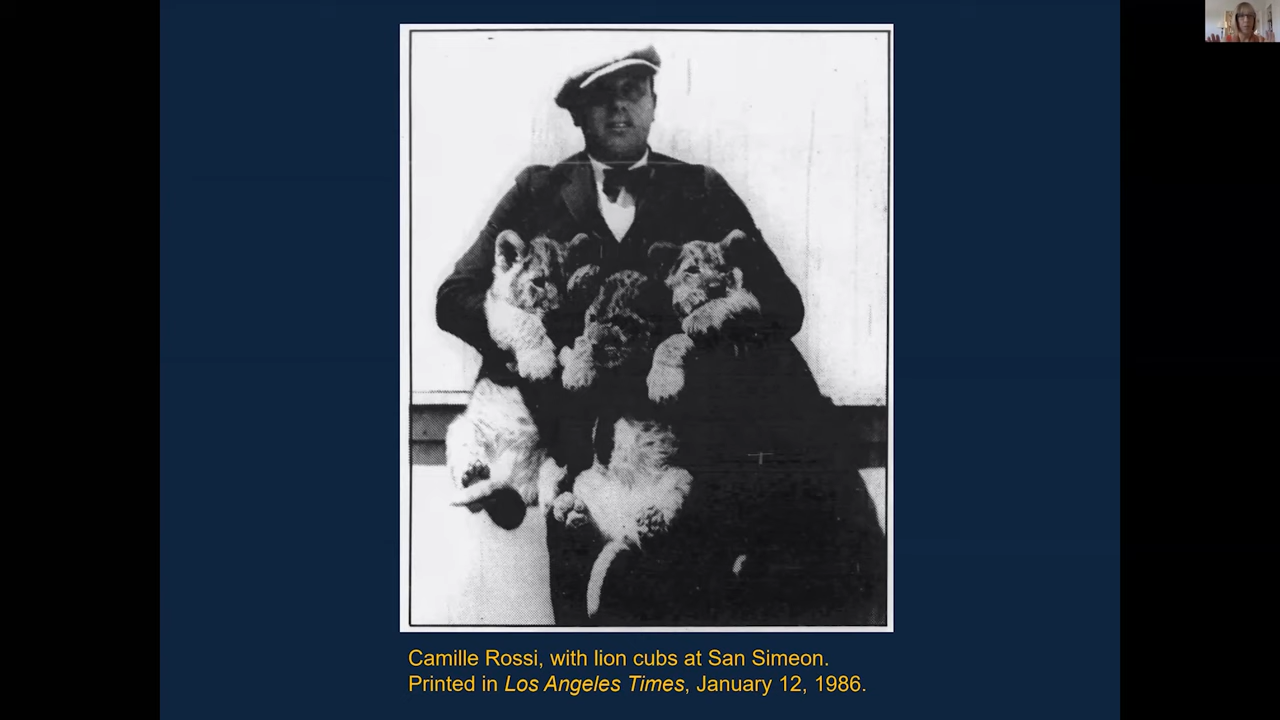 Camille Rossi, with lion cubs at San Simeon.
Printed in Los Angeles Times, January 12, 1986.